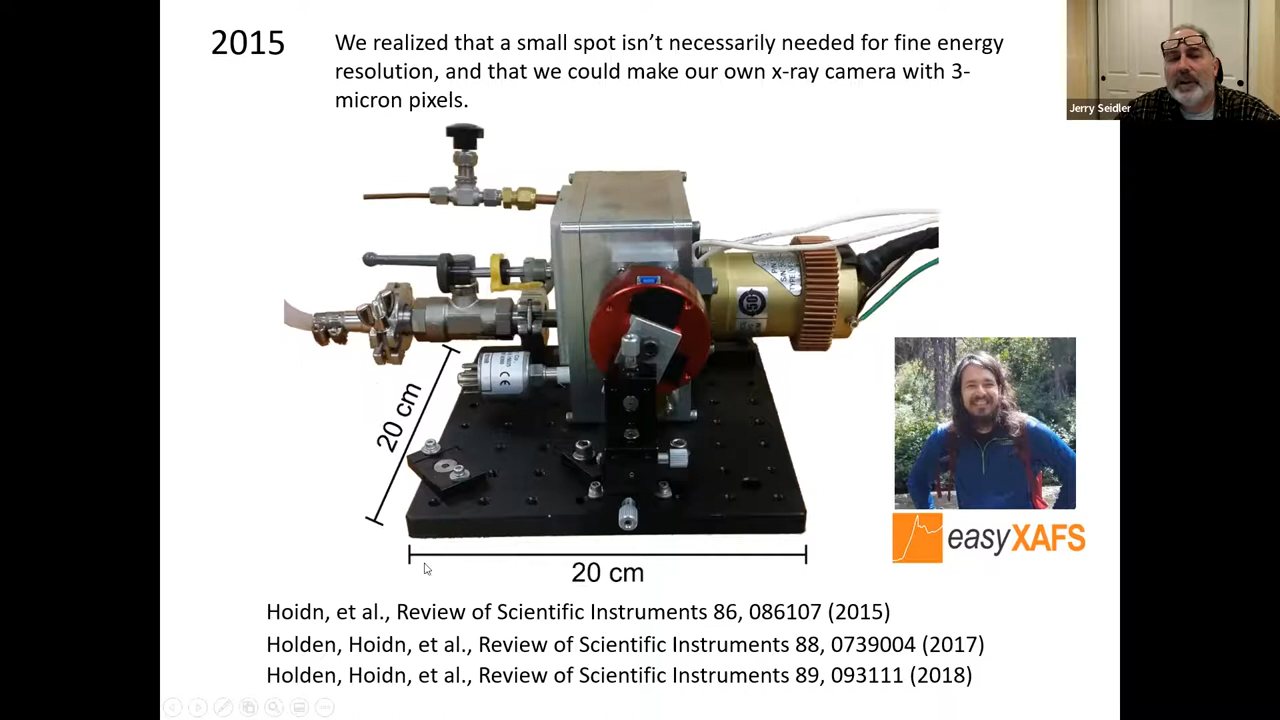 2015
We realized that a small spot isn’t necessarily needed for fine energy
resolution, and that we could make our own x-ray camera with 3-
micron pixels.
Jerry Seidler
20 cm
20 cm
easyXAFS
Hoidn, et al., Review of Scientific Instruments 86, 086107 (2015)
Holden, Hoidn, et al., Review of Scientific Instruments 88, 0739004 (2017)
Holden, Hoidn, et al., Review of Scientific Instruments 89, 093111 (2018)